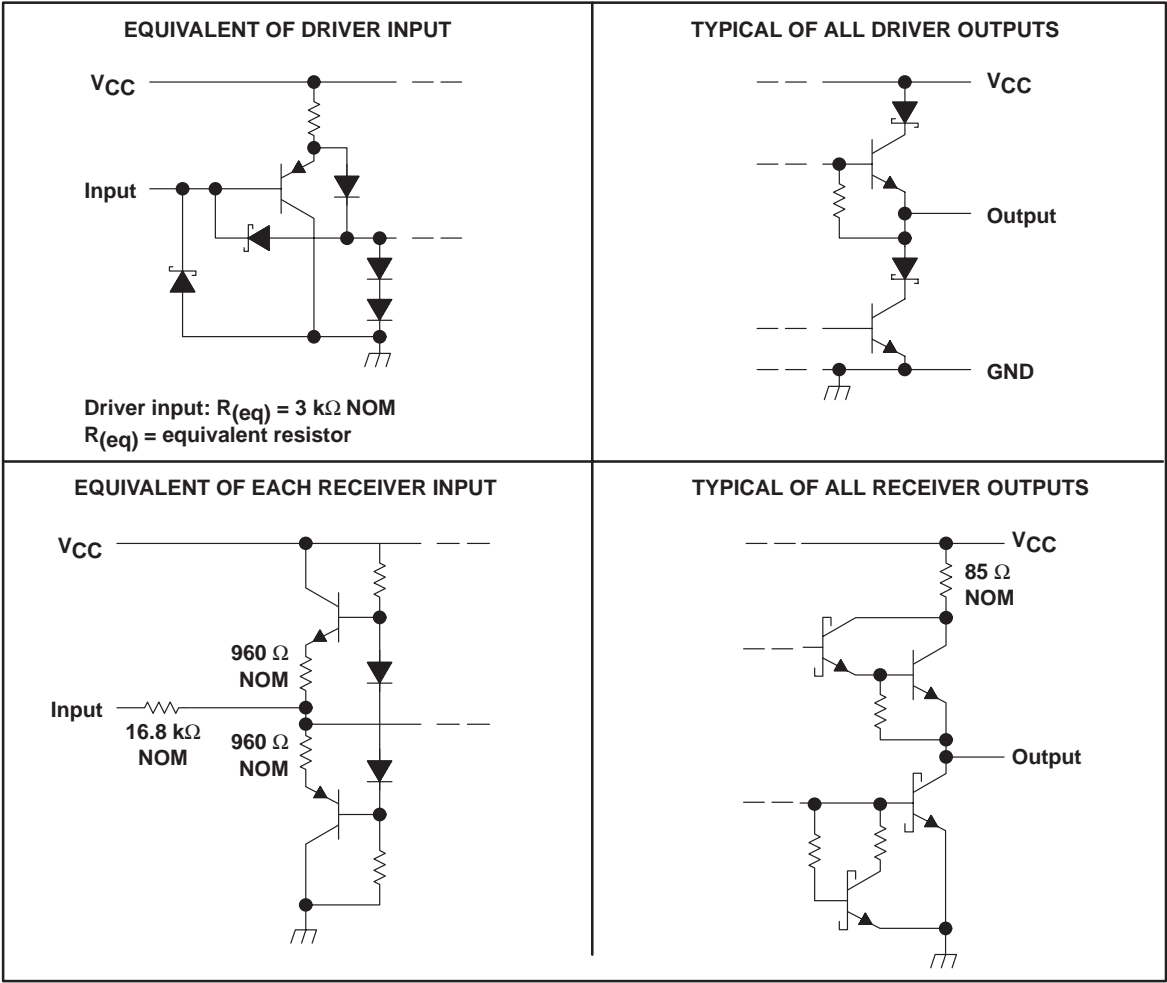 EQUIVALENT OF DRIVER INPUT
VCC
Input
Driver input: R(eq) = 3 kΩ NOM
R(eq) = equivalent resistor
TYPICAL OF ALL DRIVER OUTPUTS
VCC
Output
GND
EQUIVALENT OF EACH RECEIVER INPUT
VCC
960 Ω
NOM
Input
16.8 kΩ
NOM
960 Ω
NOM
TYPICAL OF ALL RECEIVER OUTPUTS
VCC
85 Ω
NOM
Output